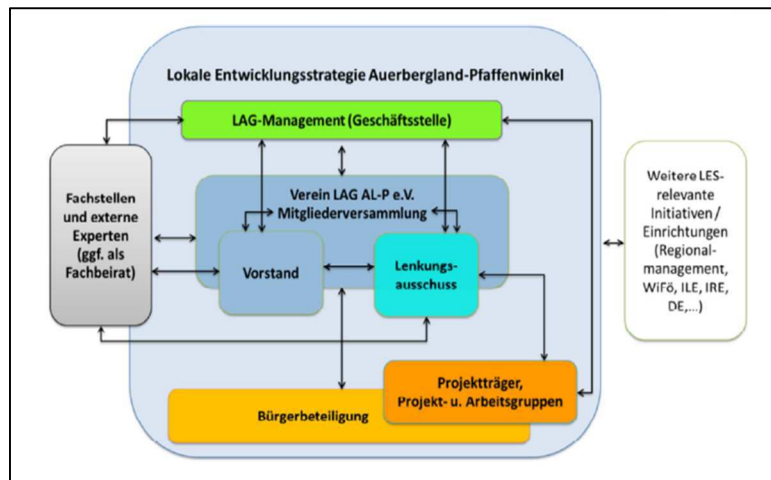 Lokale Entwicklungsstrategie Auerbergland-Pfaffenwinkel
LAG-Management (Geschäftsstelle)
Fachstellen
und externe
Experten
(ggf. als
Fachbeirat)
Verein LAG AL-P e.V.
Mitgliederversammlung
Vorstand
Lenkungs-
ausschuss
Weitere LES-
relevante
Initiativen /
Einrichtungen
(Regional-
management,
WiFö, ILE, IRE,
DE,...)
Projektträger,
Projekt- u. Arbeitsgruppen
Bürgerbeteiligung